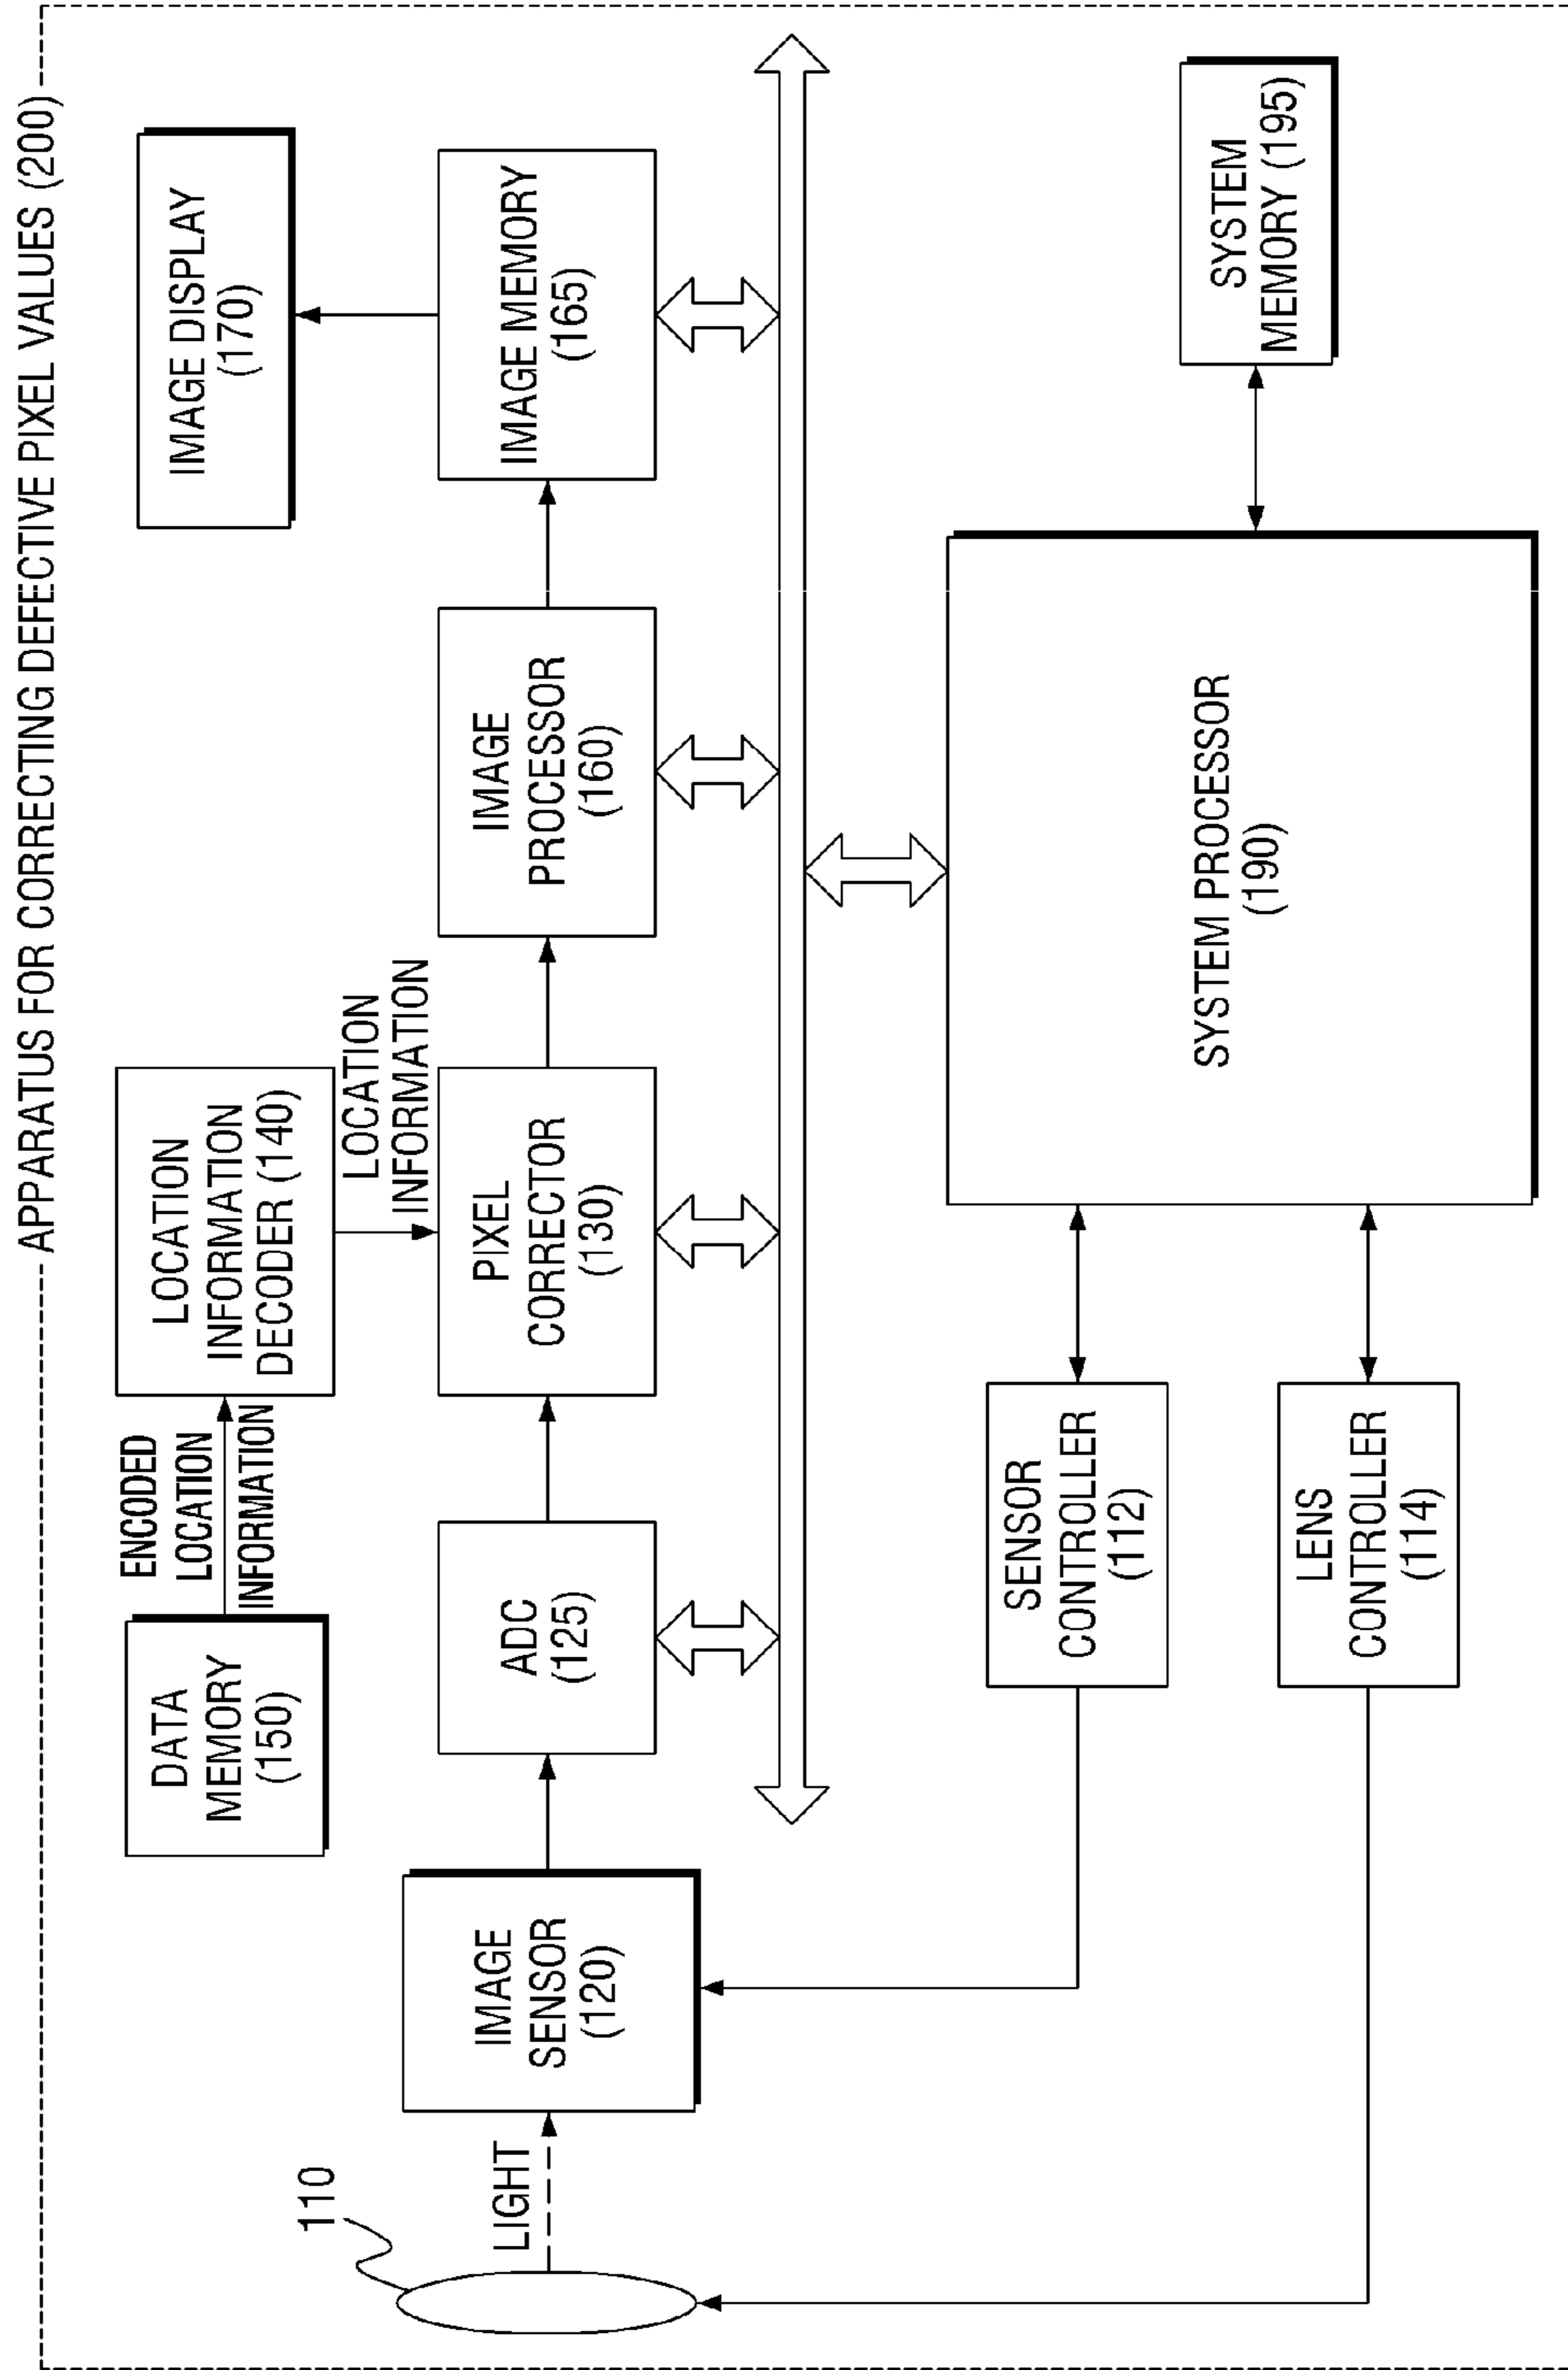 APPARATUS FOR CORRECTING DEFECTIVE PIXEL VALUES (200)
DATA
MEMORY
(150)
ENCODED
LOCATION
INFORMATION
LOCATION
INFORMATION
DECODER (140)
LOCATION
INFORMATION
IMAGE DISPLAY
(170)
110
LIGHT
IMAGE
SENSOR
(120)
ADC
(125)
PIXEL
CORRECTOR
(130)
IMAGE
PROCESSOR
(160)
IMAGE MEMORY
(165)
SENSOR
CONTROLLER
(112)
LENS
CONTROLLER
(114)
SYSTEM PROCESSOR
(190)
SYSTEM
MEMORY (195)